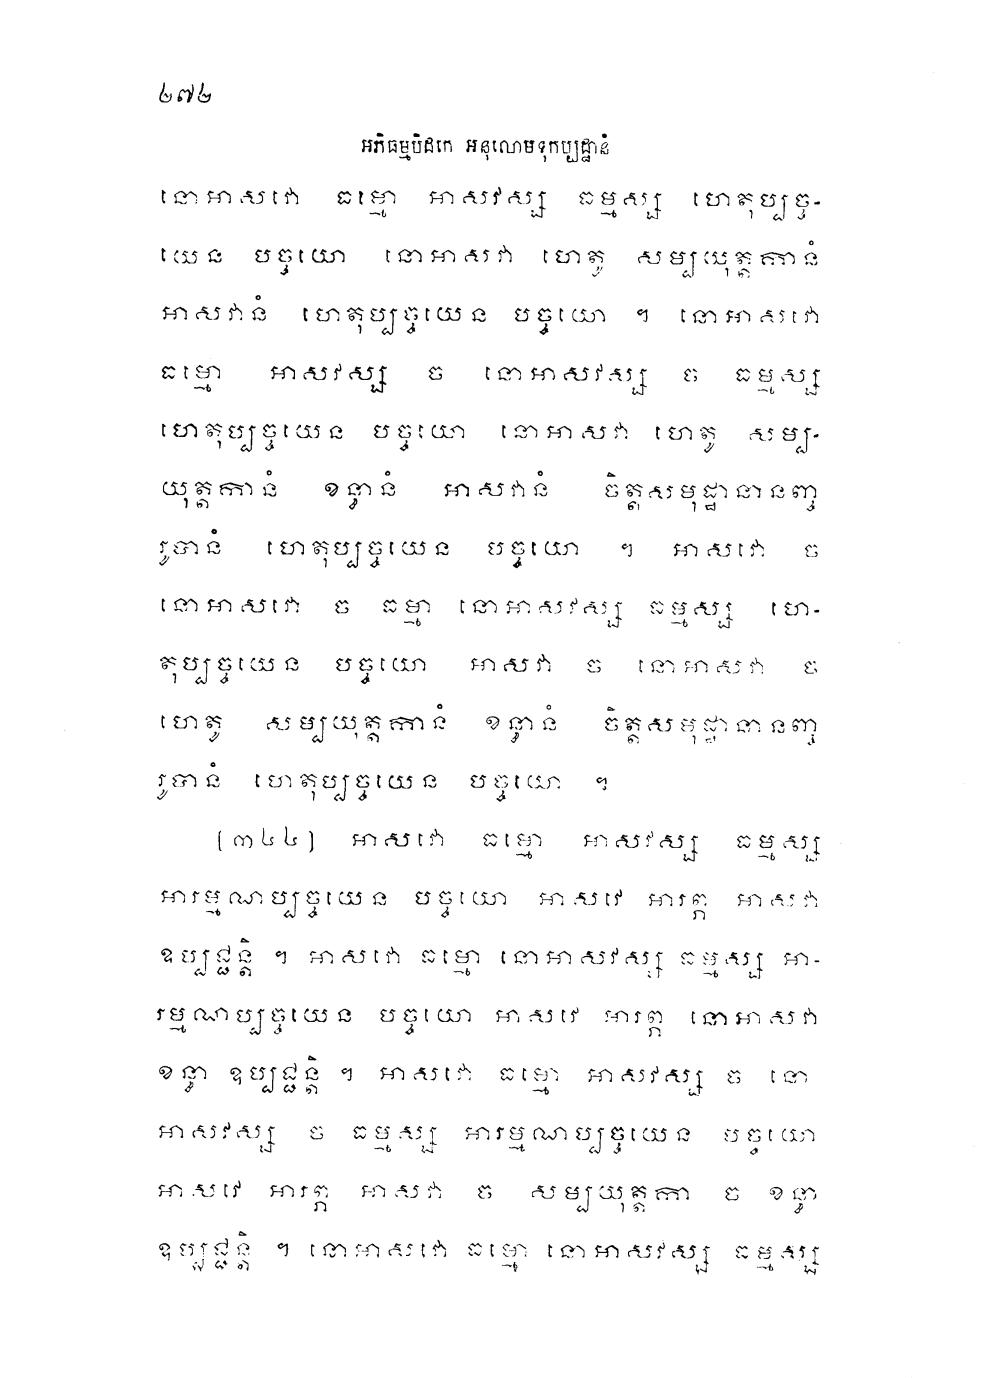 ២៧២
អភិធម្មបិដកេ អនុលោមទុកប្បដ្ឋានំ
នោអាសវោ ធម្មោ អាសវស្ស ធម្មស្ស ហេតុប្បច្ច-
យេន បច្ចយោ នោអាសវា ហេតូ សម្បយុត្តកានំ
អាសវានំ ហេតុប្បច្ចយេន បច្ចយោ ។ នោអាសវោ
ធម្មោ អាសវស្ស ច នោអាសវស្ស ច ធម្មស្ស
ហេតុប្បច្ចយេន បច្ចយោ នោអាសវា ហេតូ សម្ប-
យុត្តកានំ ខន្ធានំ អាសវានំ ចិត្តសមុដ្ឋានានញ្ច
រូបានំ ហេតុប្បច្ចយេន បច្ចយោ ។ អាសវោ ច
នោអាសវោ ច ធម្មា នោអាសវស្ស ធម្មស្ស ហេ-
តុប្បច្ចយេន បច្ចយោ អាសវា ច នោអាសវា ច
ហេតូ សម្បយុត្តកានំ ខន្ធានំ ចិត្តសមុដ្ឋានានញ្ច
រូបានំ ហេតុប្បច្ចយេន បច្ចយោ ។
[៣៤៤] អាសវោ ធម្មោ អាសវស្ស ធម្មស្ស
អារម្មណប្បច្ចយេន បច្ចយោ អាសវេ អារព្ភ អាសវា
ឧប្បជ្ជន្តិ ។ អាសវោ ធម្មោ នោអាសវស្ស ធម្មស្ស អា-
រម្មណប្បច្ចយេន បច្ចយោ អាសវេ អារព្ភ នោអាសវា
ខន្ធា ឧប្បជ្ជន្តិ ។ អាសវោ ធម្មោ អាសវស្ស ច នោ
អាសវស្ស ច ធម្មស្ស អារម្មណប្បច្ចយេន បច្ចយោ
អាសវេ អារព្ភ អាសវា ច សម្បយុត្តកា ច ខន្ធា
ឧប្បជ្ជន្តិ ។ នោអាសវោ ធម្មោ នោអាសវស្ស ធម្មស្ស